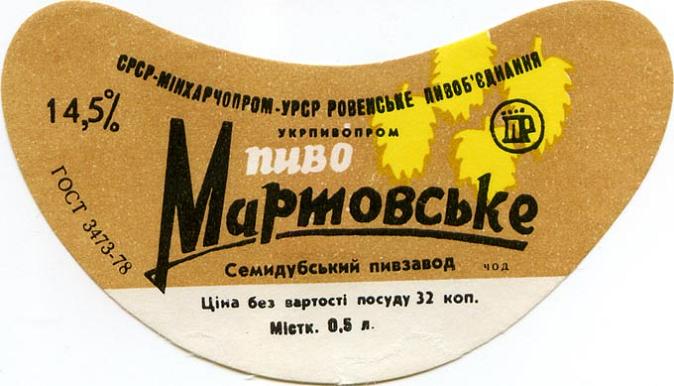 СРСР-МІНХАРЧОПРОМ-УРСР РОВЕНСЬКЕ ПИВОБ'ЄДНАННЯ
14,5%
УКРПИВОПРОМ
ПР
пиво
Мартовське
ГОСТ 3473-78
Семидубський пивзавод чод
Ціна без вартості посуду 32 коп.
Містк. 0,5 л.